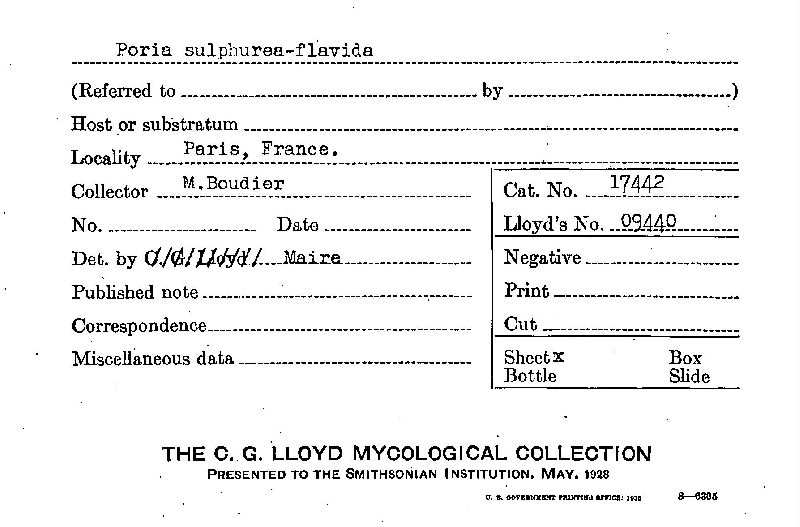 Poria sulphurea-flavida
(Referred to by )
Host or substratum
Locality Paris, France.
Collector M.Boudier
No. Date
Det. by C. G. Lloyd Maire
Published note
Correspondence
Miscellaneous data
Cat. No. 17442
Lloyd's No. 09440
Negative
Print
Cut
Sheet x Box
Bottle Slide
THE C. G. LLOYD MYCOLOGICAL COLLECTION
PRESENTED TO THE SMITHSONIAN INSTITUTION, MAY, 1928
U. S. GOVERNMENT PRINTING OFFICE: 1928 8—6305